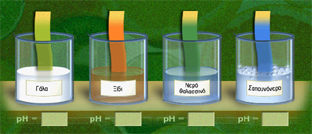 Γάλα
Ξίδι
Νερό
θαλασσινό
Σαπουνόνερο
pH =
pH =
pH =
pH =